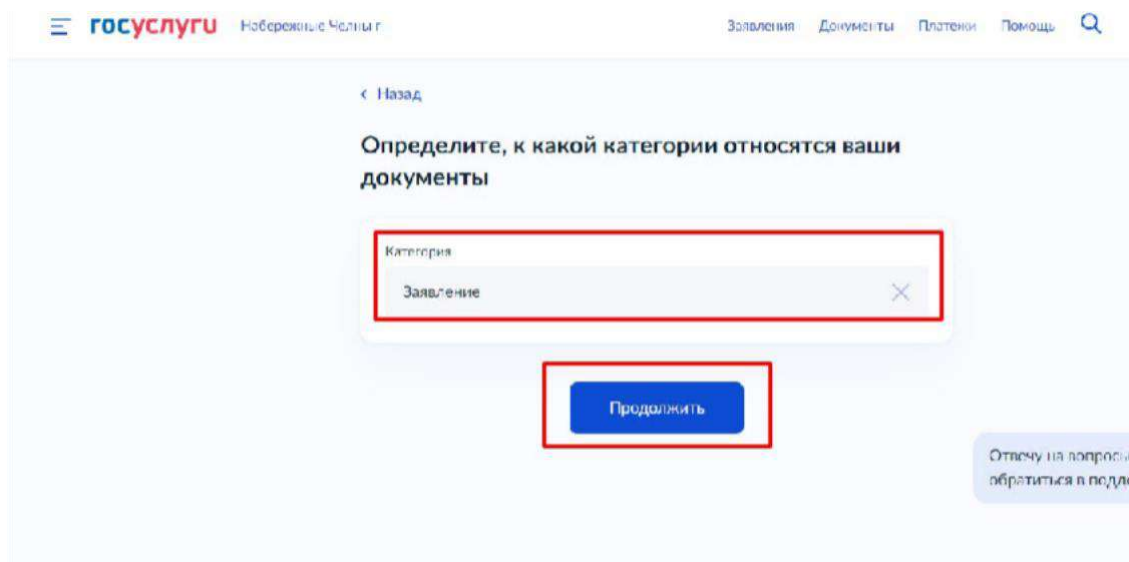 госуслуги Набережные Челны г Заявления Документы Платежи Помощь
Назад
Определите, к какой категории относятся ваши
документы
Категория
Заявление
Продолжить
Отвечу на вопросы
обратиться в